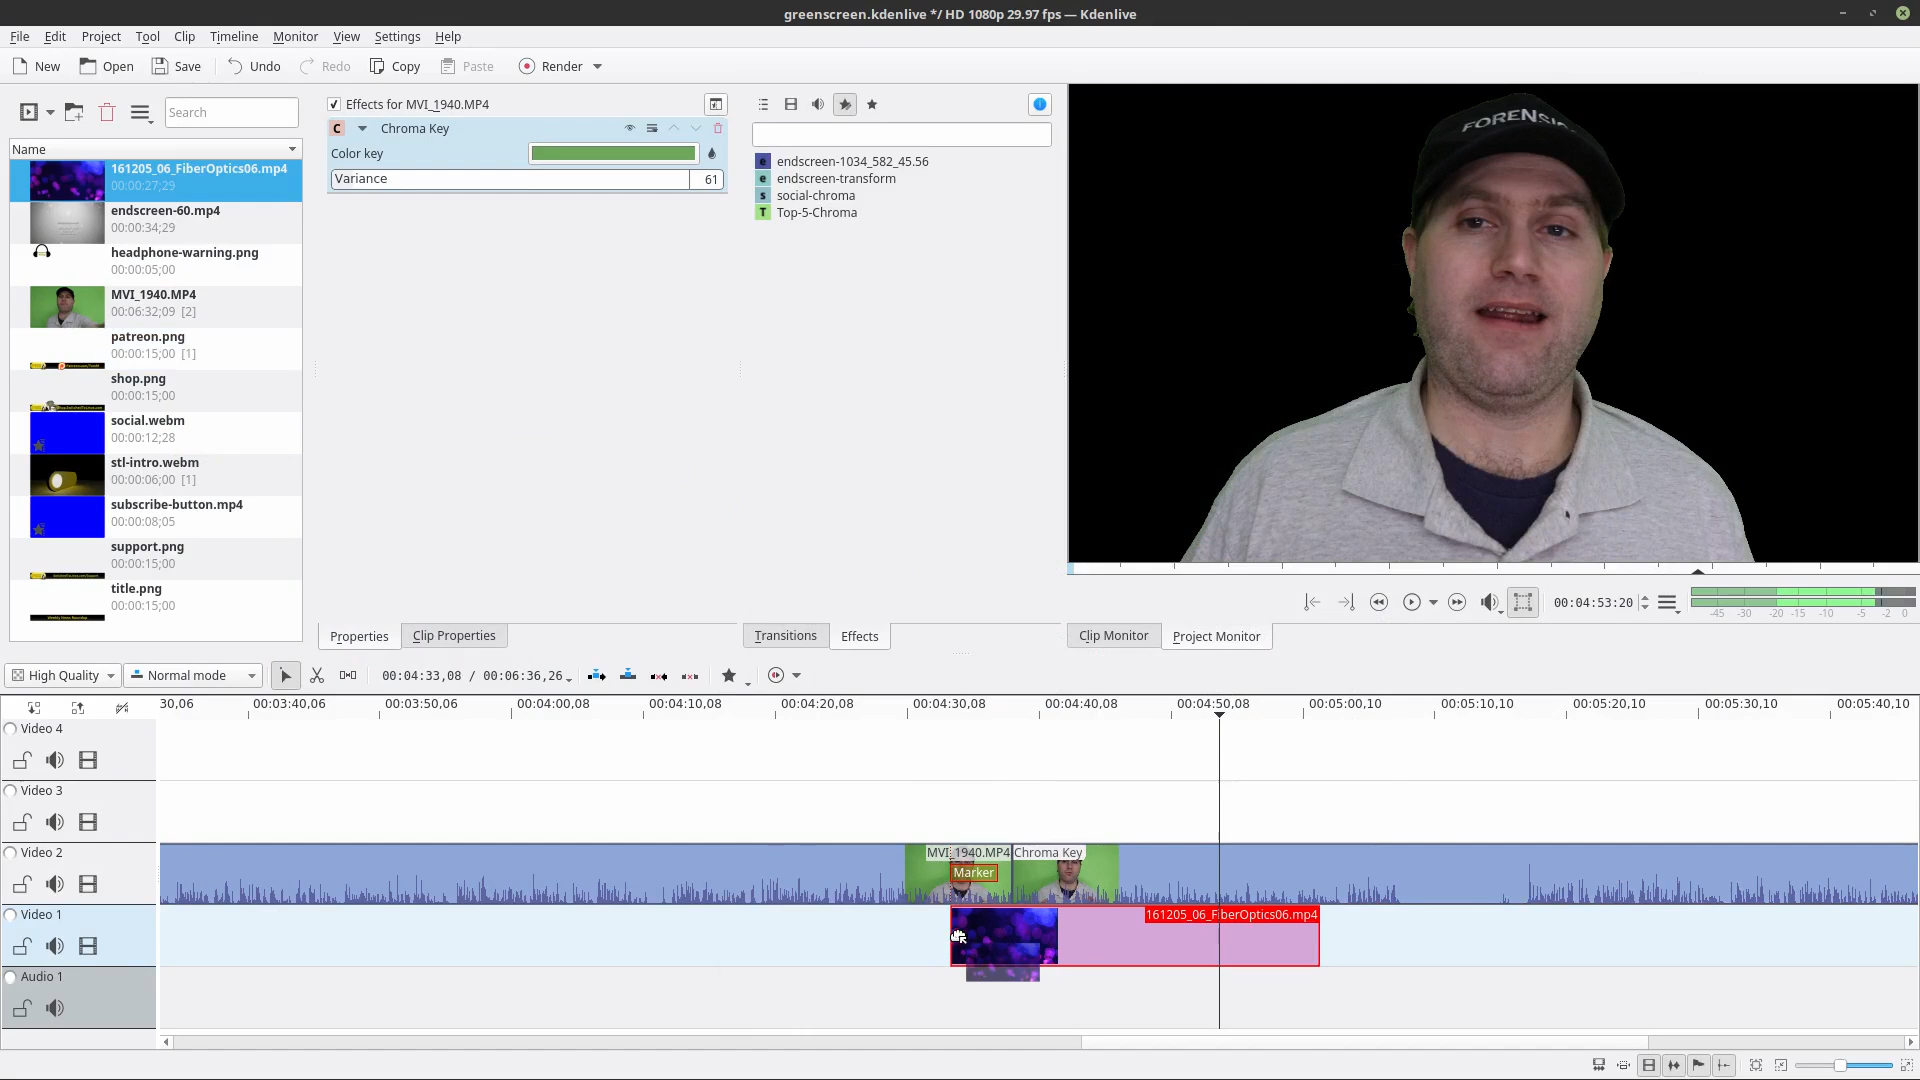 greenscreen.kdenlive */ HD 1080p 29.97 fps — Kdenlive
File Edit Project Tool Clip Timeline Monitor View Settings Help
New Open Save Undo Redo Copy Paste Render
Search
Name
161205_06_FiberOptics06.mp4
00:00:27;29
endscreen-60.mp4
00:00:34;29
headphone-warning.png
00:00:05;00
MVI_1940.MP4
00:06:32;09 [2]
patreon.png
00:00:15;00 [1]
shop.png
00:00:15;00
social.webm
00:00:12;28
stl-intro.webm
00:00:06;00 [1]
subscribe-button.mp4
00:00:08;05
support.png
00:00:15;00
title.png
00:00:15;00
Effects for MVI_1940.MP4
C Chroma Key
Color key
Variance 61
Properties Clip Properties
e endscreen-1034_582_45.56
e endscreen-transform
s social-chroma
T Top-5-Chroma
Transitions Effects
00:04:53:20
-45 -30 -20 -15 -10 -5 -2 0
Clip Monitor Project Monitor
High Quality Normal mode 00:04:33,08 / 00:06:36,26
30,06 00:03:40,06 00:03:50,06 00:04:00,08 00:04:10,08 00:04:20,08 00:04:30,08 00:04:40,08 00:04:50,08 00:05:00,10 00:05:10,10 00:05:20,10 00:05:30,10 00:05:40,10
Video 4
Video 3
Video 2
MVI_1940.MP4 Chroma Key
Marker
Video 1
161205_06_FiberOptics06.mp4
Audio 1